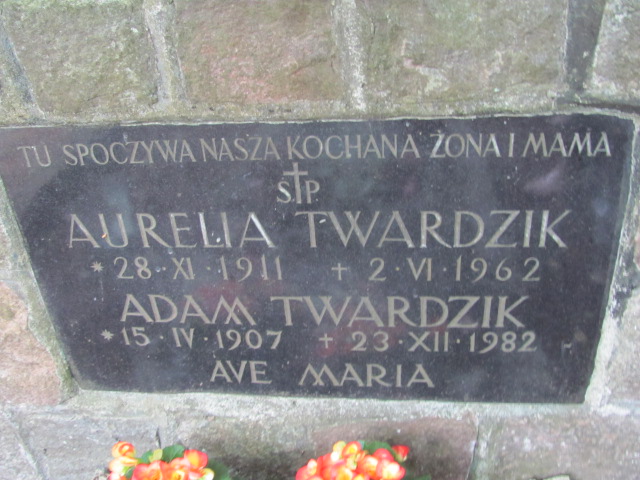 TU SPOCZYWA NASZA KOCHANA ŻONA I MAMA
Ś†P
AURELIA TWARDZIK
*28·XI·1911 +2·VI·1962
ADAM TWARDZIK
*15·IV·1907 +23·XII·1982
AVE MARIA